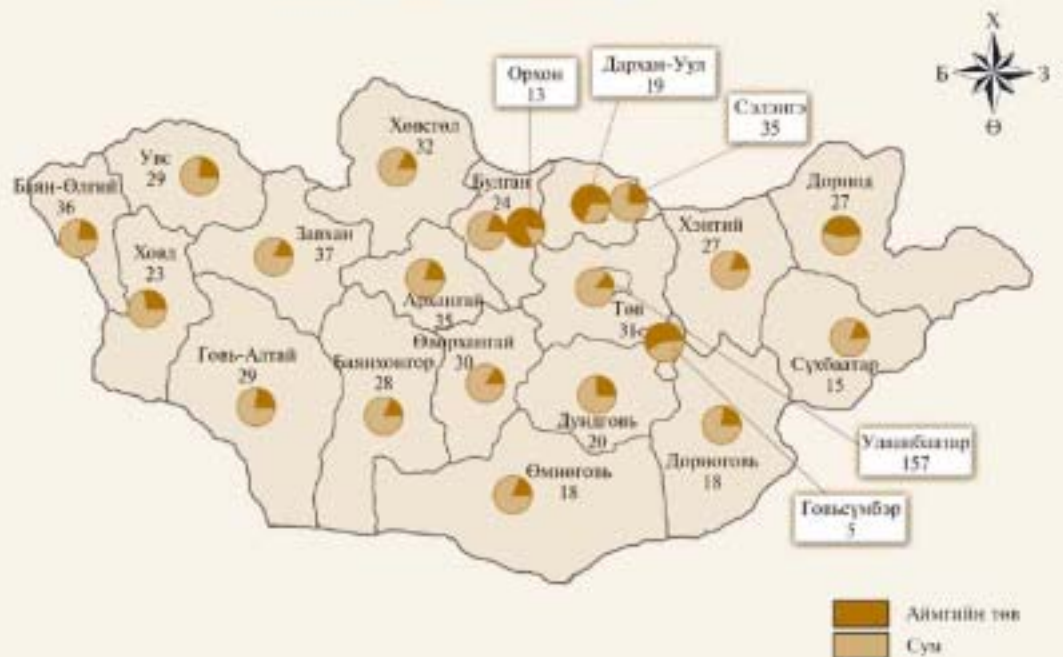 Х
Б
З
Ө
Орхон
13
Дархан-Уул
19
Сэлэнгэ
35
Хөвсгөл
32
Увс
29
Баян-Өлгий
36
Булган
24
Дорнод
27
Хэнтий
27
Завхан
37
Ховд
23
Архангай
35
Төв
31
Өвөрхангай
30
Говь-Алтай
29
Баянхонгор
28
Сүхбаатар
15
Дундговь
20
Дорноговь
18
Улаанбаатар
157
Өмнөговь
18
Говьсүмбэр
5
Аймгийн төв
Сум